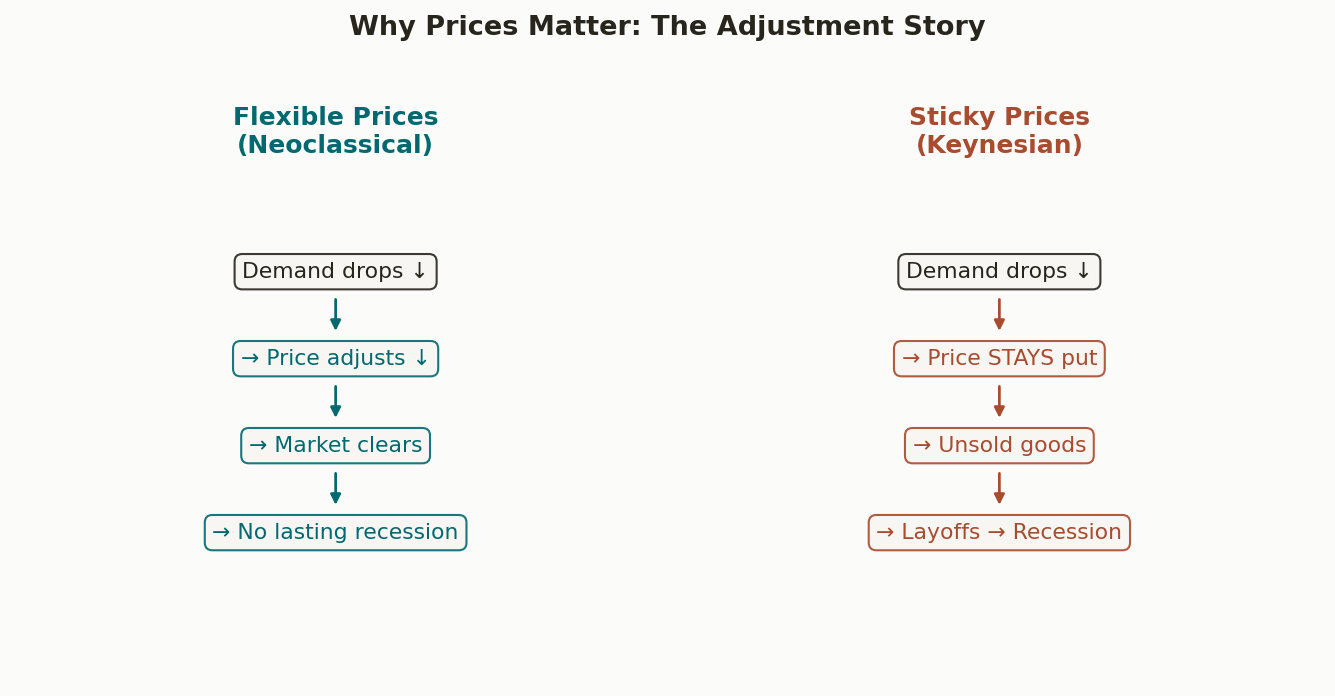 Why Prices Matter: The Adjustment Story
Flexible Prices
(Neoclassical)
Demand drops ↓
→ Price adjusts ↓
→ Market clears
→ No lasting recession
Sticky Prices
(Keynesian)
Demand drops ↓
→ Price STAYS put
→ Unsold goods
→ Layoffs → Recession